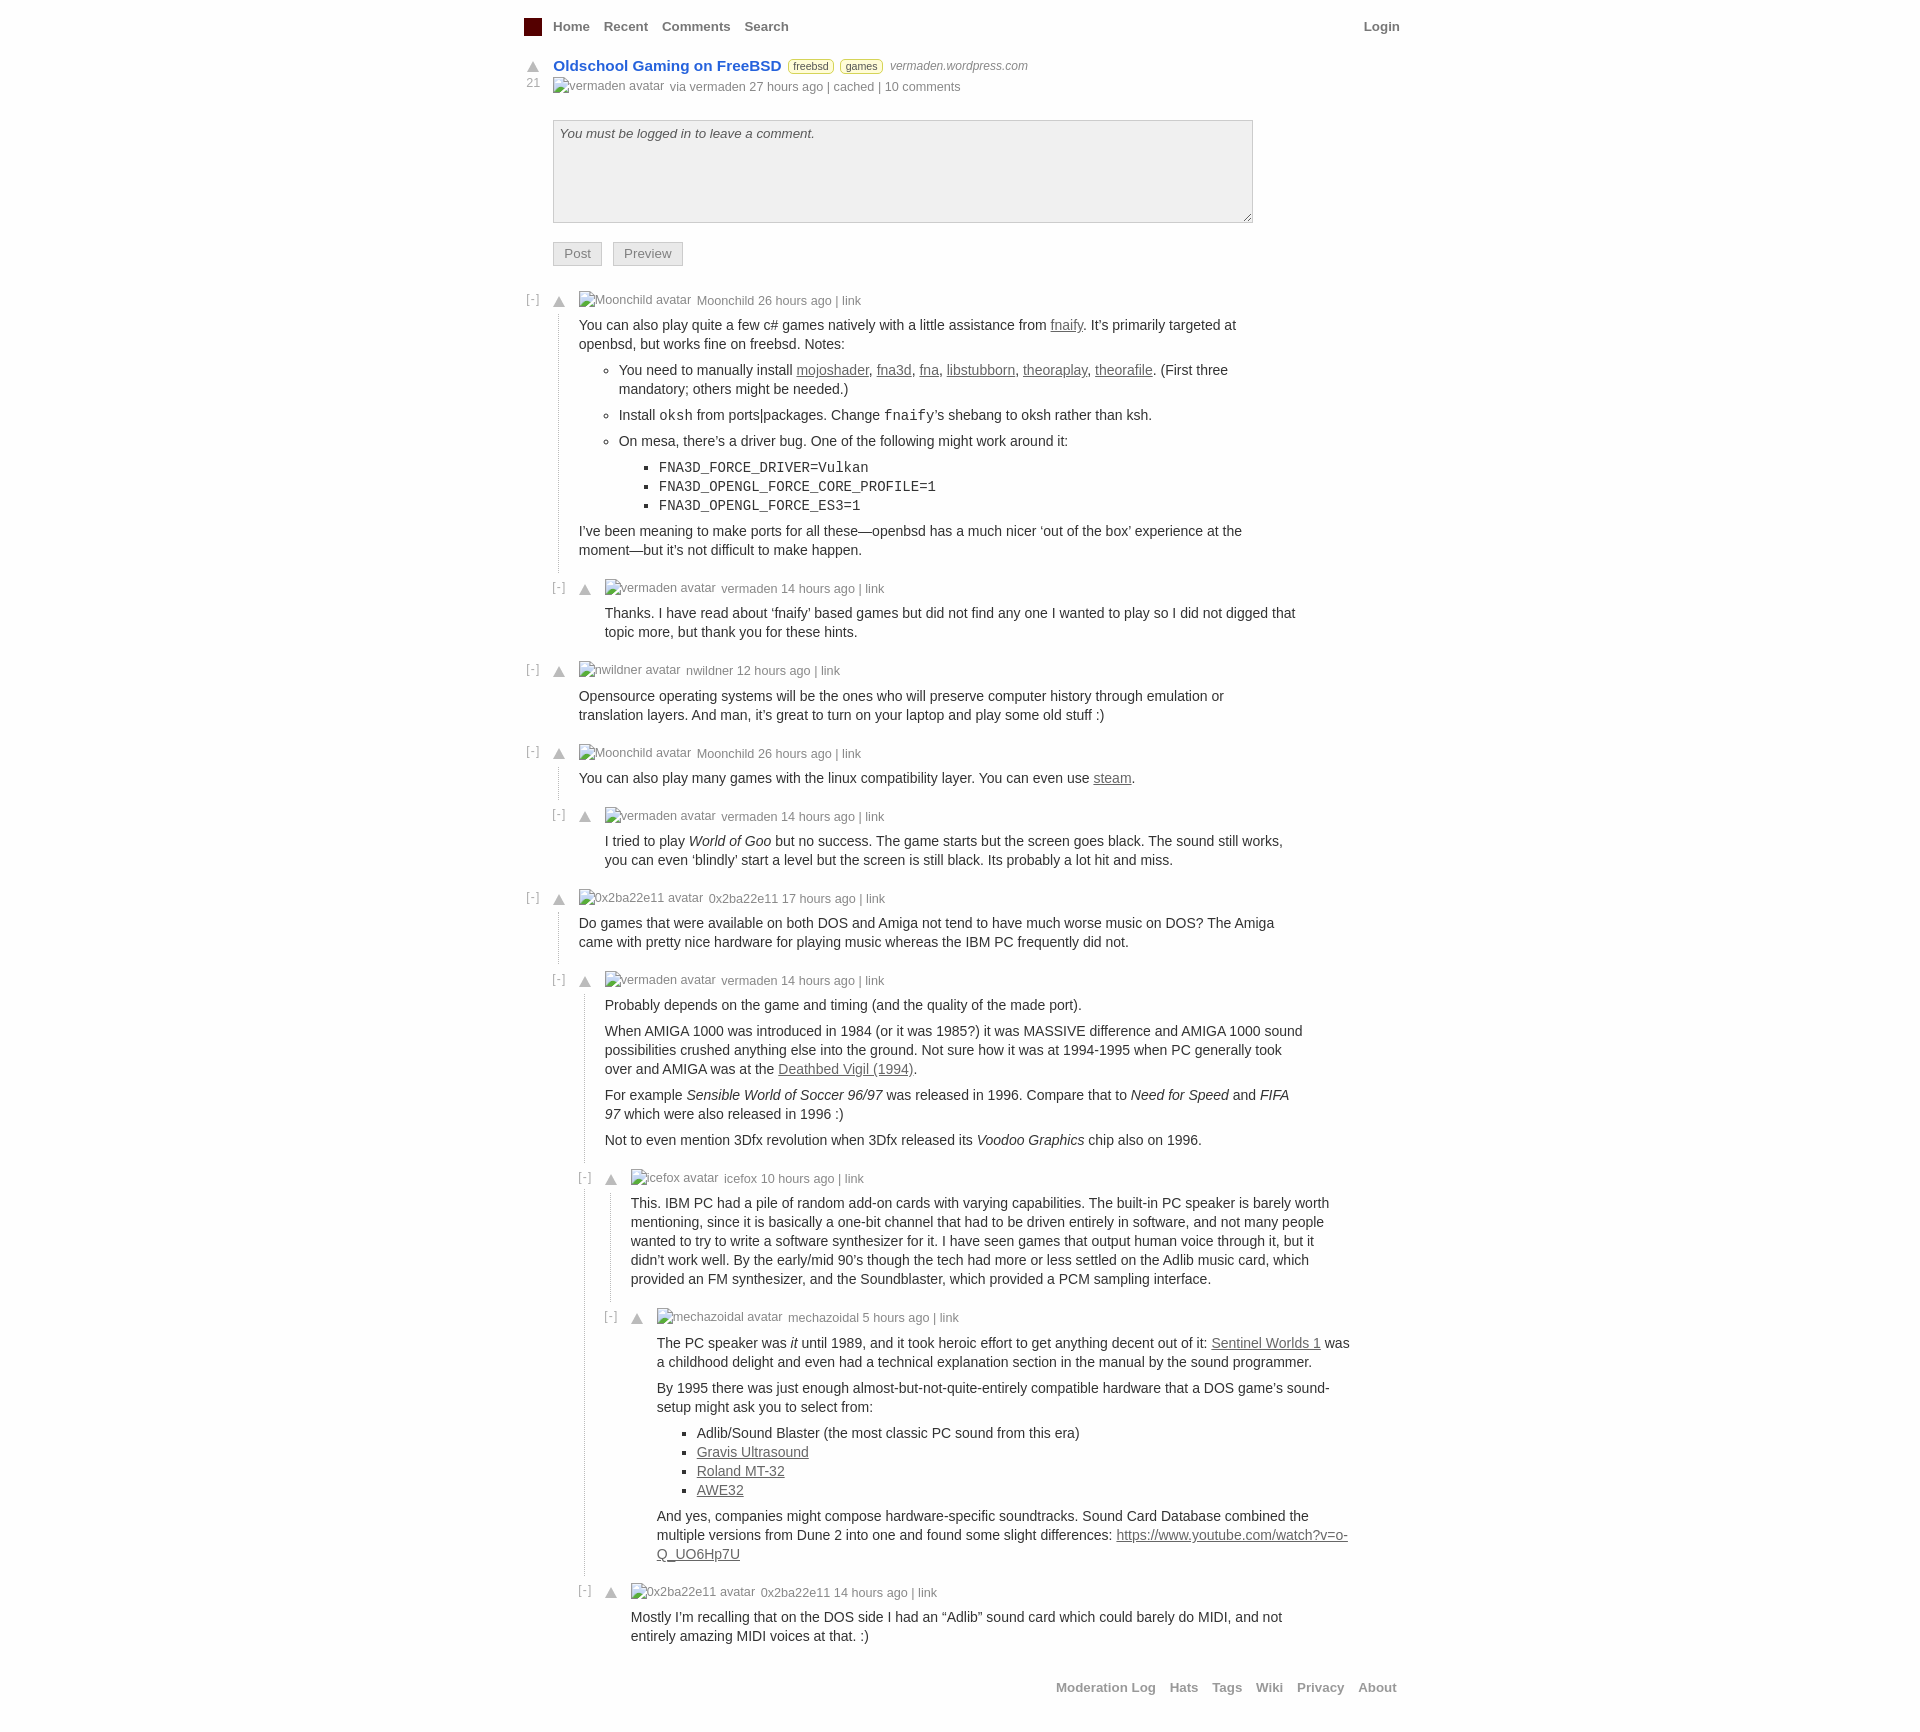 Home Recent Comments Search Login
Oldschool Gaming on FreeBSD freebsd games vermaden.wordpress.com
21
vermaden avatar via vermaden 27 hours ago | cached | 10 comments
You must be logged in to leave a comment.
Post Preview
[-] Moonchild avatar Moonchild 26 hours ago | link
You can also play quite a few c# games natively with a little assistance from fnaify. It’s primarily targeted at
openbsd, but works fine on freebsd. Notes:
You need to manually install mojoshader, fna3d, fna, libstubborn, theoraplay, theorafile. (First three
mandatory; others might be needed.)
Install oksh from ports|packages. Change fnaify’s shebang to oksh rather than ksh.
On mesa, there’s a driver bug. One of the following might work around it:
FNA3D_FORCE_DRIVER=Vulkan
FNA3D_OPENGL_FORCE_CORE_PROFILE=1
FNA3D_OPENGL_FORCE_ES3=1
I’ve been meaning to make ports for all these—openbsd has a much nicer ‘out of the box’ experience at the
moment—but it’s not difficult to make happen.
[-] vermaden avatar vermaden 14 hours ago | link
Thanks. I have read about ‘fnaify’ based games but did not find any one I wanted to play so I did not digged that
topic more, but thank you for these hints.
[-] nwildner avatar nwildner 12 hours ago | link
Opensource operating systems will be the ones who will preserve computer history through emulation or
translation layers. And man, it’s great to turn on your laptop and play some old stuff :)
[-] Moonchild avatar Moonchild 26 hours ago | link
You can also play many games with the linux compatibility layer. You can even use steam.
[-] vermaden avatar vermaden 14 hours ago | link
I tried to play World of Goo but no success. The game starts but the screen goes black. The sound still works,
you can even ‘blindly’ start a level but the screen is still black. Its probably a lot hit and miss.
[-] 0x2ba22e11 avatar 0x2ba22e11 17 hours ago | link
Do games that were available on both DOS and Amiga not tend to have much worse music on DOS? The Amiga
came with pretty nice hardware for playing music whereas the IBM PC frequently did not.
[-] vermaden avatar vermaden 14 hours ago | link
Probably depends on the game and timing (and the quality of the made port).
When AMIGA 1000 was introduced in 1984 (or it was 1985?) it was MASSIVE difference and AMIGA 1000 sound
possibilities crushed anything else into the ground. Not sure how it was at 1994-1995 when PC generally took
over and AMIGA was at the Deathbed Vigil (1994).
For example Sensible World of Soccer 96/97 was released in 1996. Compare that to Need for Speed and FIFA
97 which were also released in 1996 :)
Not to even mention 3Dfx revolution when 3Dfx released its Voodoo Graphics chip also on 1996.
[-] icefox avatar icefox 10 hours ago | link
This. IBM PC had a pile of random add-on cards with varying capabilities. The built-in PC speaker is barely worth
mentioning, since it is basically a one-bit channel that had to be driven entirely in software, and not many people
wanted to try to write a software synthesizer for it. I have seen games that output human voice through it, but it
didn’t work well. By the early/mid 90’s though the tech had more or less settled on the Adlib music card, which
provided an FM synthesizer, and the Soundblaster, which provided a PCM sampling interface.
[-] mechazoidal avatar mechazoidal 5 hours ago | link
The PC speaker was it until 1989, and it took heroic effort to get anything decent out of it: Sentinel Worlds 1 was
a childhood delight and even had a technical explanation section in the manual by the sound programmer.
By 1995 there was just enough almost-but-not-quite-entirely compatible hardware that a DOS game’s sound-
setup might ask you to select from:
Adlib/Sound Blaster (the most classic PC sound from this era)
Gravis Ultrasound
Roland MT-32
AWE32
And yes, companies might compose hardware-specific soundtracks. Sound Card Database combined the
multiple versions from Dune 2 into one and found some slight differences: https://www.youtube.com/watch?v=o-
Q_UO6Hp7U
[-] 0x2ba22e11 avatar 0x2ba22e11 14 hours ago | link
Mostly I’m recalling that on the DOS side I had an “Adlib” sound card which could barely do MIDI, and not
entirely amazing MIDI voices at that. :)
Moderation Log Hats Tags Wiki Privacy About